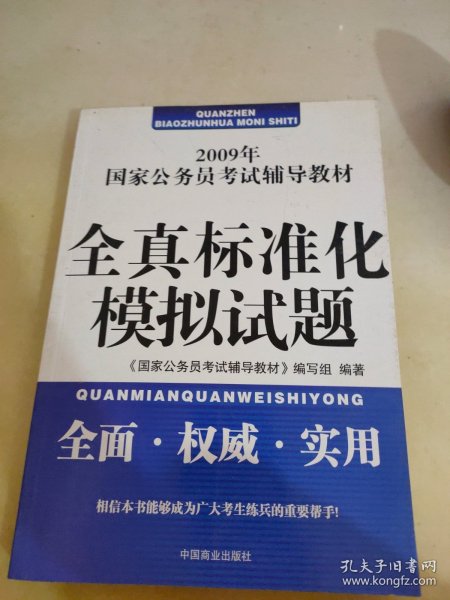 QUANZHEN
BIAOZHUNHUA MONI SHITI
2009年
国家公务员考试辅导教材
全真标准化
模拟试题
《国家公务员考试辅导教材》编写组 编著
QUANMIANQUANWEISHIYONG
全面·权威·实用
相信本书能够成为广大考生练兵的重要帮手!
中国商业出版社
孔夫子旧书网
www.kongfz.com